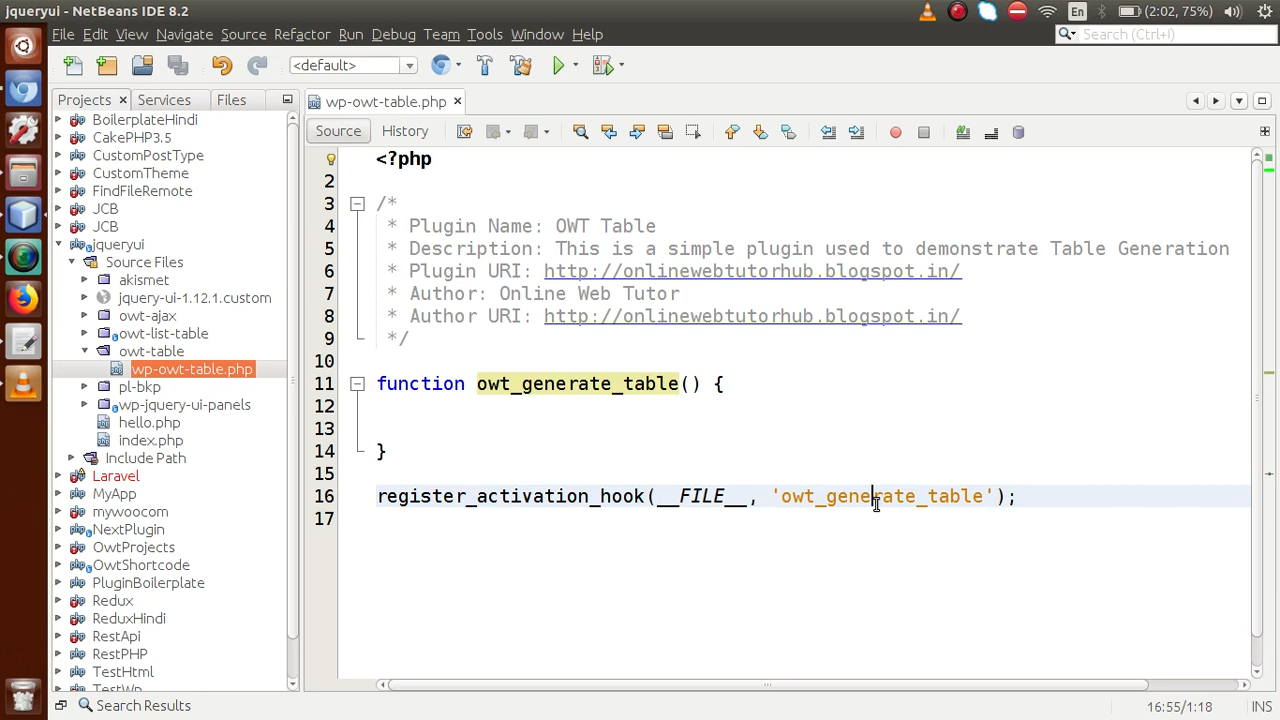 jqueryui - NetBeans IDE 8.2
En
(2:02, 75%)
File Edit View Navigate Source Refactor Run Debug Team Tools Window Help
Search (Ctrl+I)
<default>
Projects
Services
Files
wp-owt-table.php
Source
History
BoilerplateHindi
CakePHP3.5
CustomPostType
CustomTheme
FindFileRemote
JCB
JCB
jqueryui
Source Files
akismet
jquery-ui-1.12.1.custom
owt-ajax
owt-list-table
owt-table
wp-owt-table.php
pl-bkp
wp-jquery-ui-panels
hello.php
index.php
Include Path
Laravel
MyApp
mywoocom
NextPlugin
OwtProjects
OwtShortcode
PluginBoilerplate
Redux
ReduxHindi
RestApi
RestPHP
TestHtml
TestWp
<?php
2
3 /*
4 * Plugin Name: OWT Table
5 * Description: This is a simple plugin used to demonstrate Table Generation
6 * Plugin URI: http://onlinewebtutorhub.blogspot.in/
7 * Author: Online Web Tutor
8 * Author URI: http://onlinewebtutorhub.blogspot.in/
9 */
10
11 function owt_generate_table() {
12
13
14 }
15
16 register_activation_hook(__FILE__, 'owt_generate_table');
17
Search Results
16:55/1:18
INS